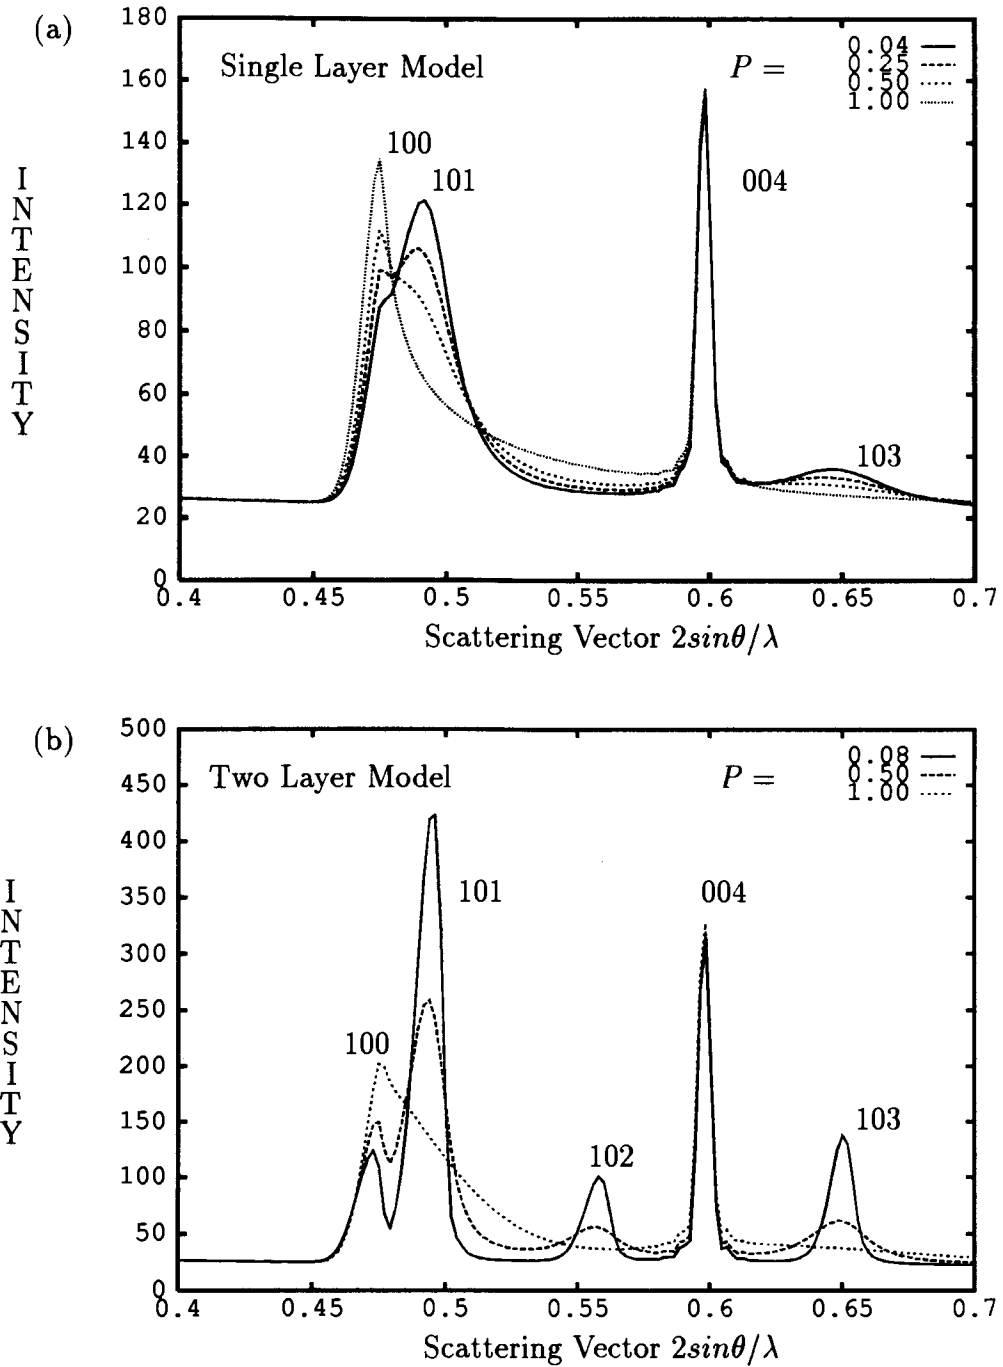 (a)
Single Layer Model
P =
0.04
0.25
0.50
1.00
180
160
140
120
100
80
60
40
20
0
I
N
T
E
N
S
I
T
Y
100
101
004
103
0.4 0.45 0.5 0.55 0.6 0.65 0.7
Scattering Vector 2sinθ/λ
(b)
Two Layer Model
P =
0.08
0.50
1.00
500
450
400
350
300
250
200
150
100
50
0
I
N
T
E
N
S
I
T
Y
100
101
102
004
103
0.4 0.45 0.5 0.55 0.6 0.65 0.7
Scattering Vector 2sinθ/λ